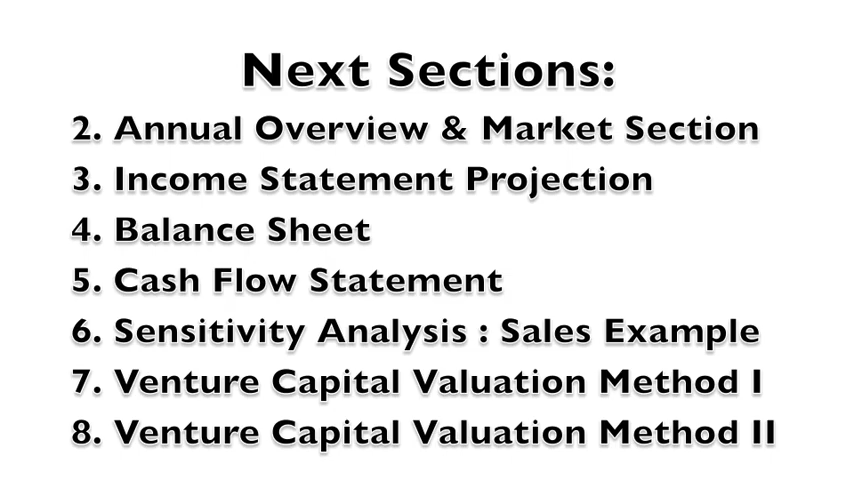 Next Sections:
2. Annual Overview & Market Section
3. Income Statement Projection
4. Balance Sheet
5. Cash Flow Statement
6. Sensitivity Analysis : Sales Example
7. Venture Capital Valuation Method I
8. Venture Capital Valuation Method II